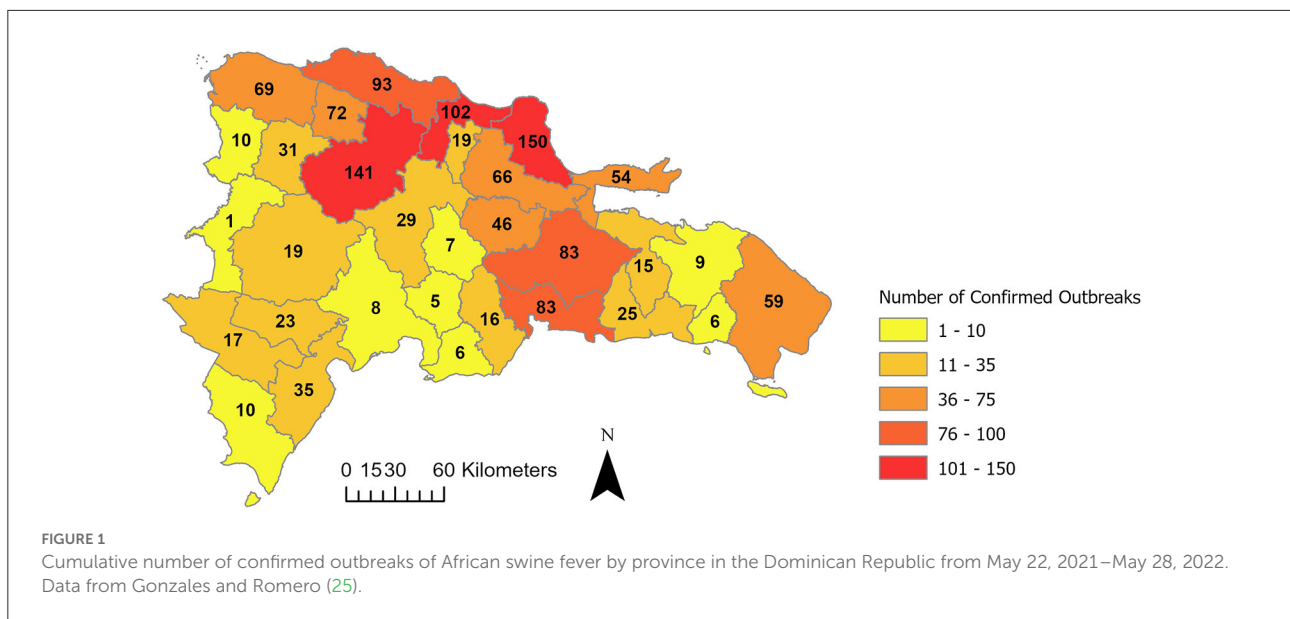 93
69
72
102
19
150
10
31
141
66
54
1
29
46
7
19
83
9
15
5
59
8
83
25
6
23
16
17
6
35
10
Number of Confirmed Outbreaks
1 - 10
11 - 35
36 - 75
76 - 100
101 - 150
N
0 1530 60 Kilometers
FIGURE 1
Cumulative number of confirmed outbreaks of African swine fever by province in the Dominican Republic from May 22, 2021–May 28, 2022.
Data from Gonzales and Romero (25).